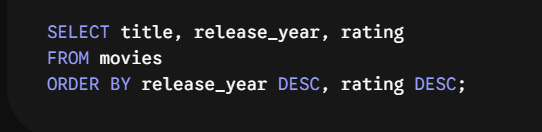 SELECT title, release_year, rating
FROM movies
ORDER BY release_year DESC, rating DESC;